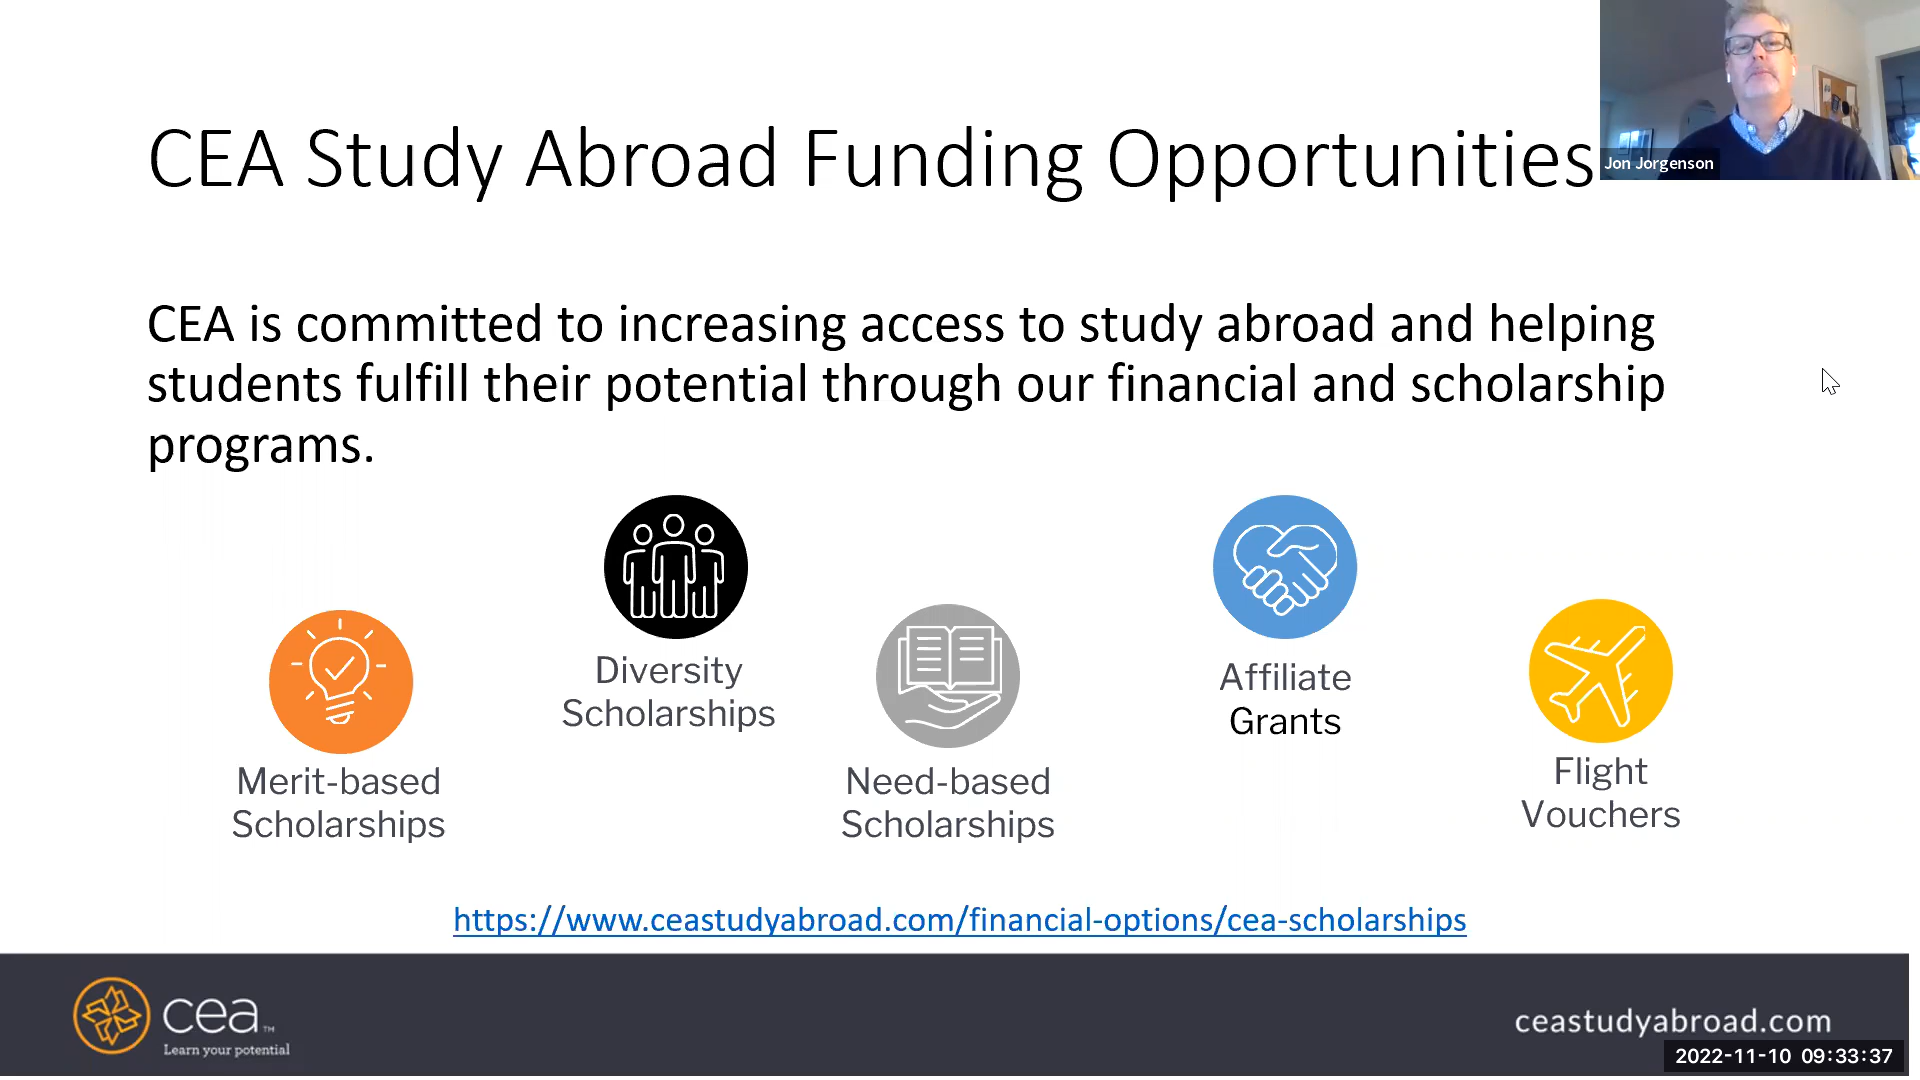 CEA Study Abroad Funding Opportunities
Jon Jorgenson
CEA is committed to increasing access to study abroad and helping
students fulfill their potential through our financial and scholarship
programs.
Diversity
Scholarships
Affiliate
Grants
Merit-based
Scholarships
Need-based
Scholarships
Flight
Vouchers
https://www.ceastudyabroad.com/financial-options/cea-scholarships
cea™
Learn your potential
ceastudyabroad.com
2022-11-10 09:33:37